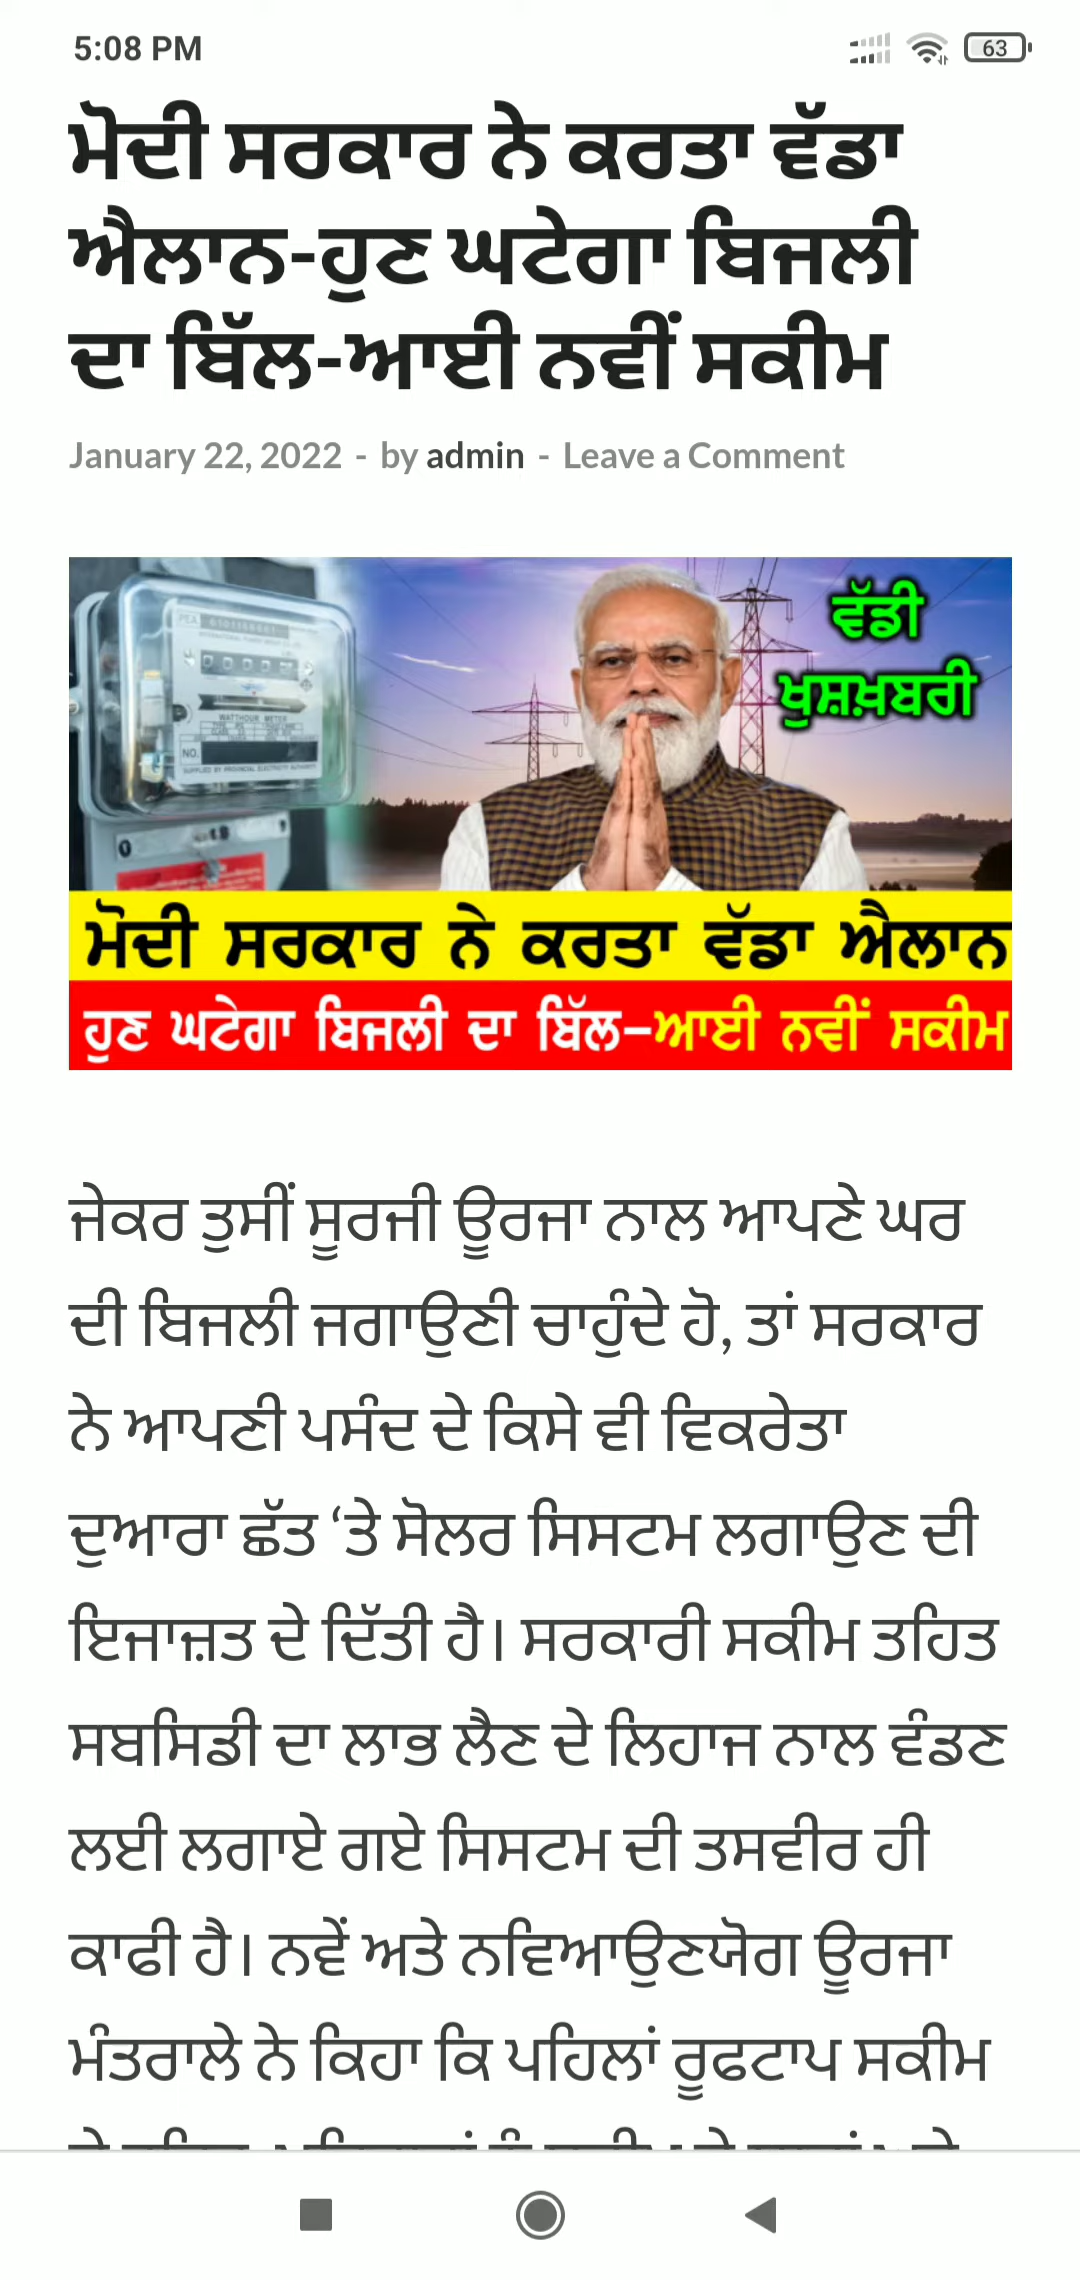 5:08 PM
63
ਮੋਦੀ ਸਰਕਾਰ ਨੇ ਕਰਤਾ ਵੱਡਾ
ਐਲਾਨ-ਹੁਣ ਘਟੇਗਾ ਬਿਜਲੀ
ਦਾ ਬਿੱਲ-ਆਈ ਨਵੀਂ ਸਕੀਮ
January 22, 2022 - by admin - Leave a Comment
ਵੱਡੀ
ਖੁਸ਼ਖ਼ਬਰੀ
WATTHOUR METER
NO.
ਮੋਦੀ ਸਰਕਾਰ ਨੇ ਕਰਤਾ ਵੱਡਾ ਐਲਾਨ
ਹੁਣ ਘਟੇਗਾ ਬਿਜਲੀ ਦਾ ਬਿੱਲ-ਆਈ ਨਵੀਂ ਸਕੀਮ
ਜੇਕਰ ਤੁਸੀਂ ਸੂਰਜੀ ਊਰਜਾ ਨਾਲ ਆਪਣੇ ਘਰ
ਦੀ ਬਿਜਲੀ ਜਗਾਉਣੀ ਚਾਹੁੰਦੇ ਹੋ, ਤਾਂ ਸਰਕਾਰ
ਨੇ ਆਪਣੀ ਪਸੰਦ ਦੇ ਕਿਸੇ ਵੀ ਵਿਕਰੇਤਾ
ਦੁਆਰਾ ਛੱਤ ‘ਤੇ ਸੋਲਰ ਸਿਸਟਮ ਲਗਾਉਣ ਦੀ
ਇਜਾਜ਼ਤ ਦੇ ਦਿੱਤੀ ਹੈ। ਸਰਕਾਰੀ ਸਕੀਮ ਤਹਿਤ
ਸਬਸਿਡੀ ਦਾ ਲਾਭ ਲੈਣ ਦੇ ਲਿਹਾਜ ਨਾਲ ਵੰਡਣ
ਲਈ ਲਗਾਏ ਗਏ ਸਿਸਟਮ ਦੀ ਤਸਵੀਰ ਹੀ
ਕਾਫੀ ਹੈ। ਨਵੇਂ ਅਤੇ ਨਵਿਆਉਣਯੋਗ ਊਰਜਾ
ਮੰਤਰਾਲੇ ਨੇ ਕਿਹਾ ਕਿ ਪਹਿਲਾਂ ਰੂਫਟਾਪ ਸਕੀਮ